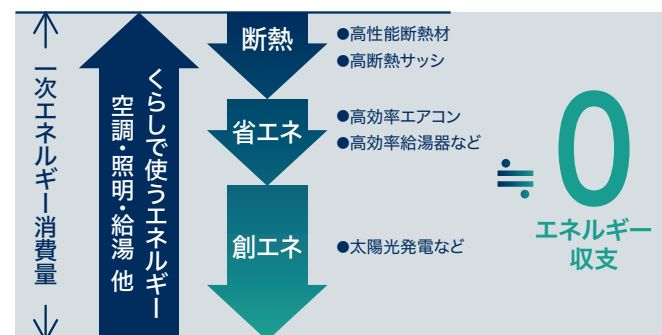 一次エネルギー消費量
くらしで使うエネルギー
空調・照明・給湯 他
断熱
●高性能断熱材
●高断熱サッシ
省エネ
●高効率エアコン
●高効率給湯器など
創エネ
●太陽光発電など
≒0
エネルギー
収支